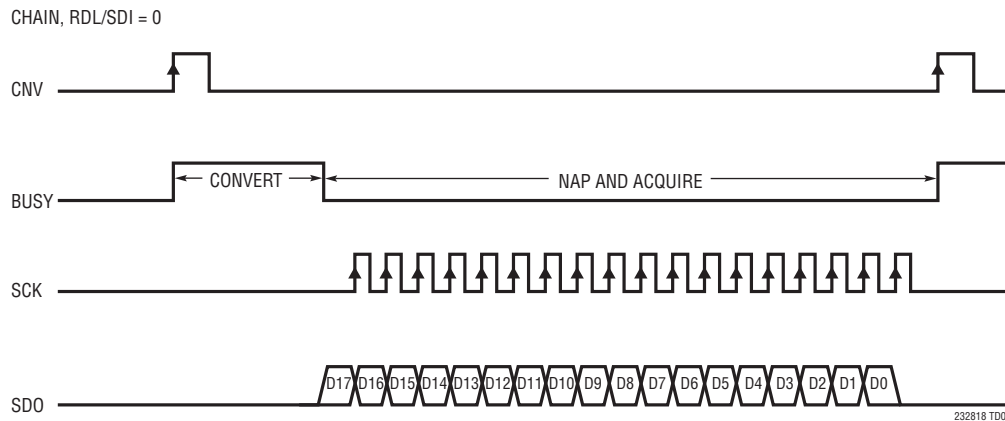 CHAIN, RDL/SDI = 0
CNV
BUSY
CONVERT
NAP AND ACQUIRE
SCK
SDO
D17 D16 D15 D14 D13 D12 D11 D10 D9 D8 D7 D6 D5 D4 D3 D2 D1 D0
232818 TD0